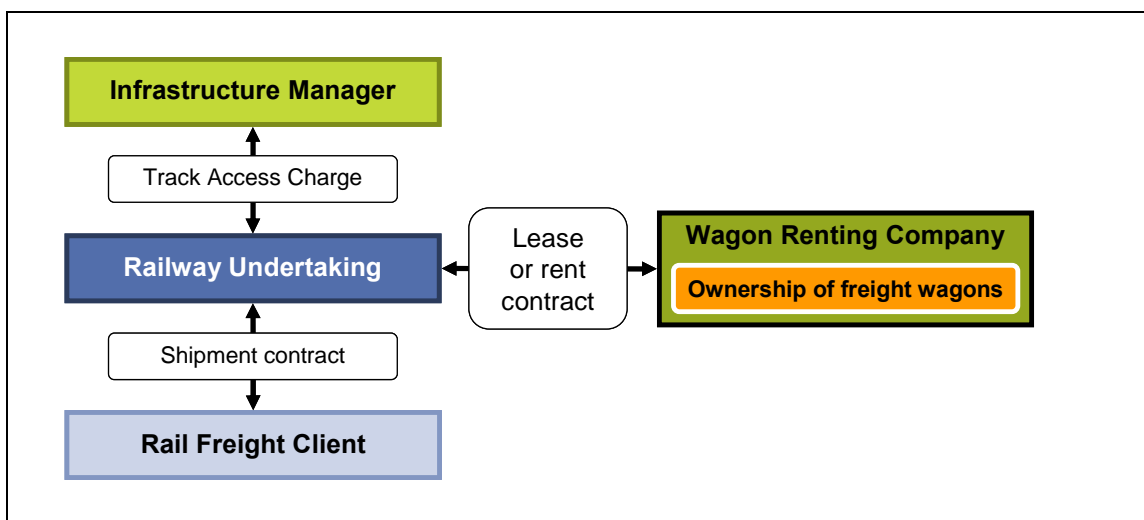 Infrastructure Manager
Track Access Charge
Railway Undertaking
Lease
or rent
contract
Wagon Renting Company
Ownership of freight wagons
Shipment contract
Rail Freight Client